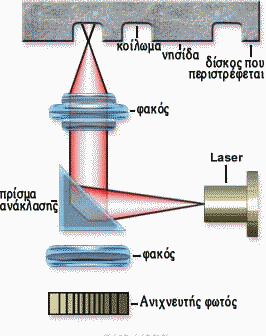 κοίλωμα
νησίδα
δίσκος που
περιστρέφεται
φακός
Laser
πρίσμα
ανάκλασης
φακός
Ανιχνευτής φωτός